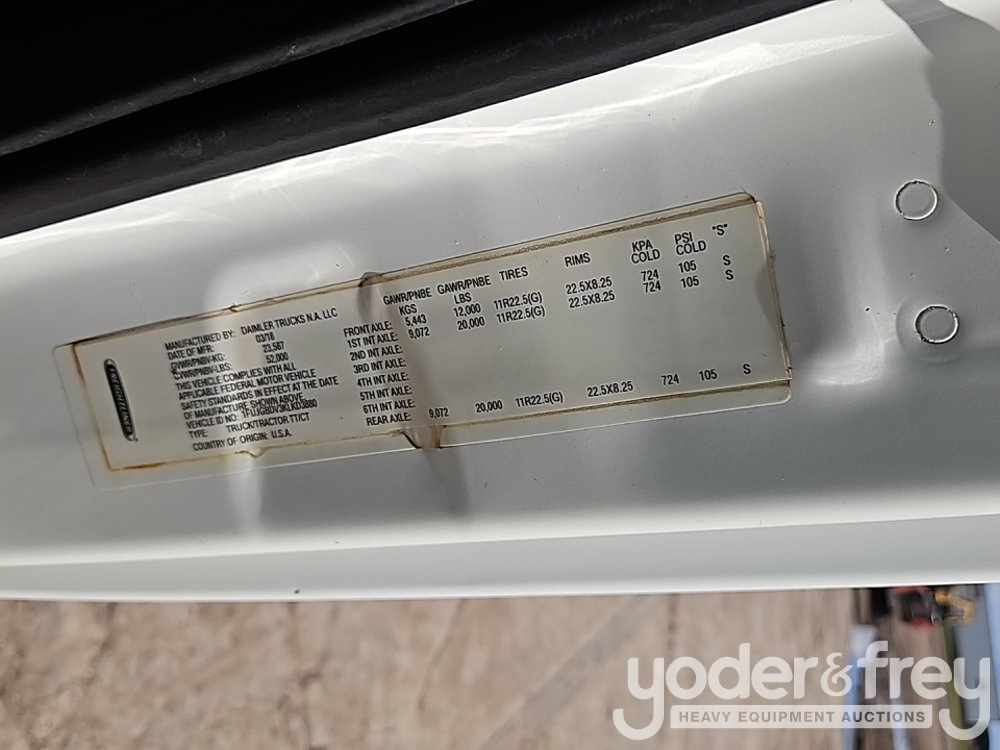 FREIGHTLINER
MANUFACTURED BY: DAIMLER TRUCKS N.A. LLC
DATE OF MFR: 03/18
GVWR/PNBV-KG: 23,587
GVWR/PNBV-LBS: 52,000
THIS VEHICLE COMPLIES WITH ALL
APPLICABLE FEDERAL MOTOR VEHICLE
SAFETY STANDARDS IN EFFECT AT THE DATE
OF MANUFACTURE SHOWN ABOVE
VEHICLE ID
TYPE: TRUCK/TRACTOR TT/CT
COUNTRY OF ORIGIN: U.S.A.
GAWR/PNBE GAWR/PNBE TIRES RIMS KPA PSI "S"
KGS LBS COLD COLD
FRONT AXLE: 5,443 12,000 11R22.5(G) 22.5X8.25 724 105 S
1ST INT AXLE: 9,072 20,000 11R22.5(G) 22.5X8.25 724 105 S
2ND INT AXLE:
3RD INT AXLE:
4TH INT AXLE:
5TH INT AXLE:
6TH INT AXLE:
REAR AXLE: 9,072 20,000 11R22.5(G) 22.5X8.25 724 105 S
yoder&frey
HEAVY EQUIPMENT AUCTIONS